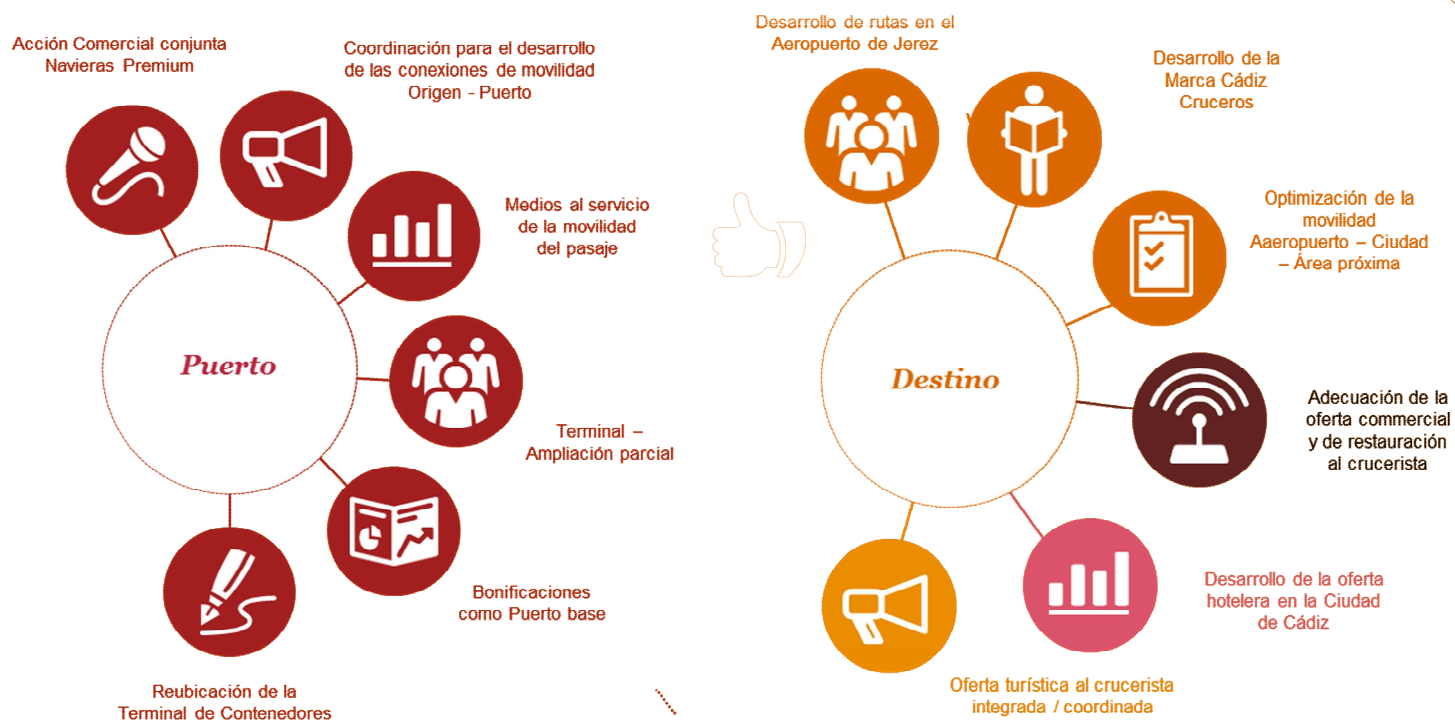 Acción Comercial conjunta
Navieras Premium
Coordinación para el desarrollo
de las conexiones de movilidad
Origen - Puerto
Medios al servicio
de la movilidad
del pasaje
Puerto
Terminal –
Ampliación parcial
Bonificaciones
como Puerto base
Reubicación de la
Terminal de Contenedores
Desarrollo de rutas en el
Aeropuerto de Jerez
Desarrollo de la
Marca Cádiz
Cruceros
Optimización de la
movilidad
Aaeropuerto – Ciudad
– Área próxima
Destino
Adecuación de la
oferta commercial
y de restauración
al crucerista
Desarrollo de la oferta
hotelera en la Ciudad
de Cádiz
Oferta turística al crucerista
integrada / coordinada